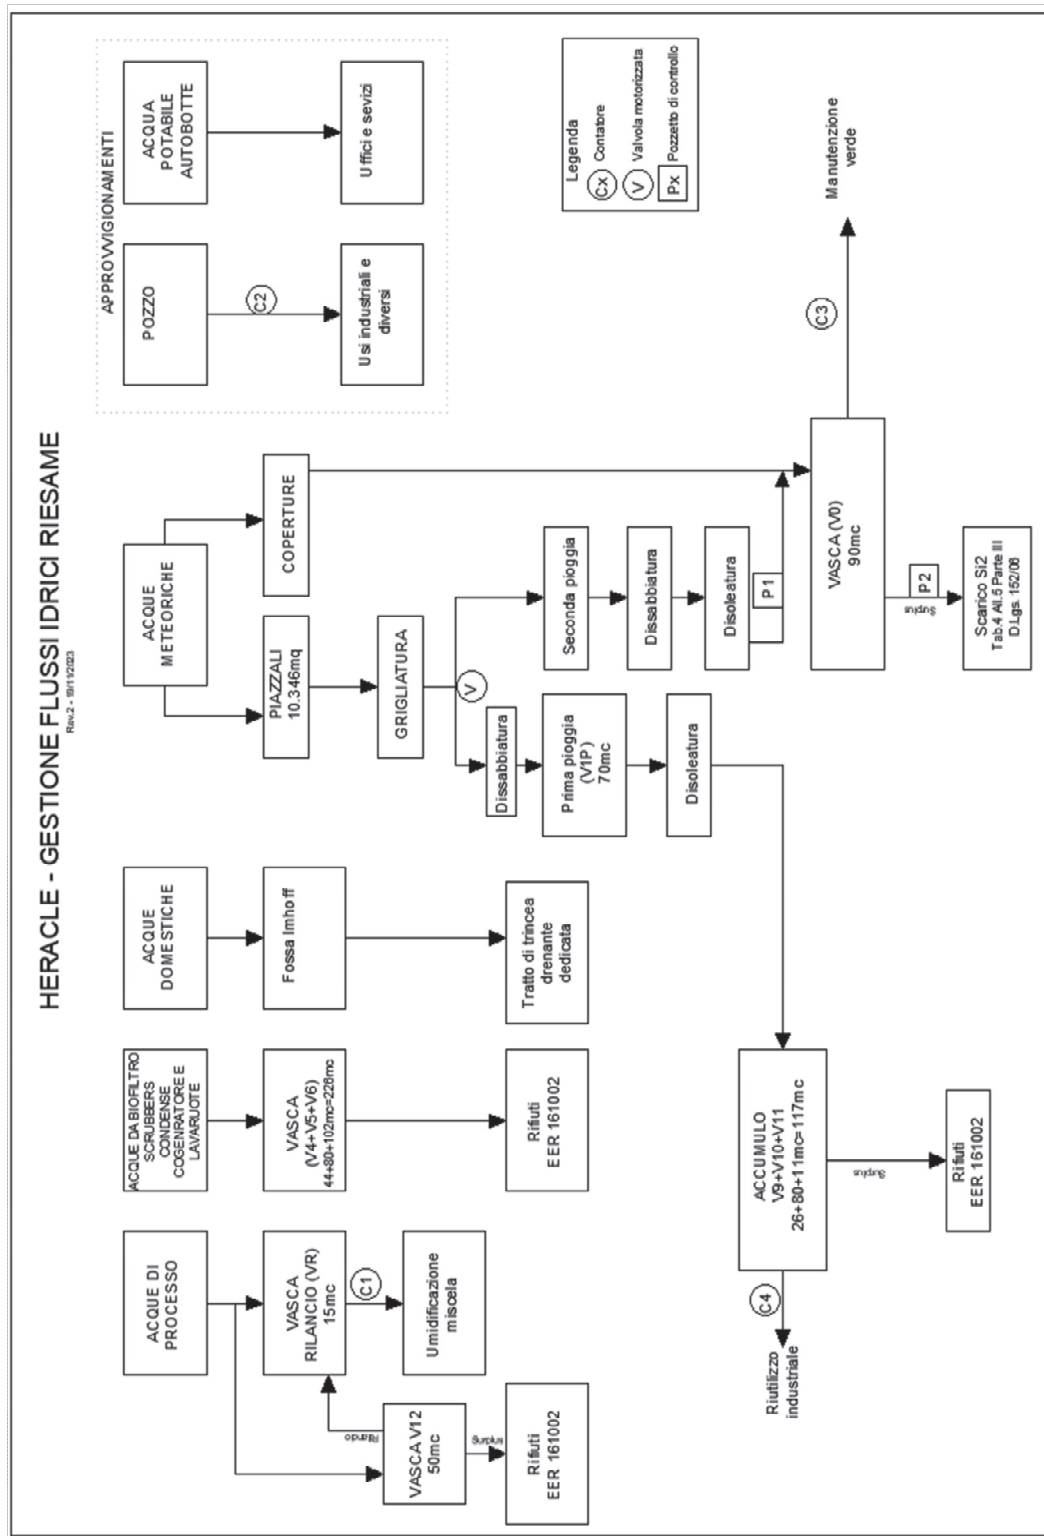 HERACLE - GESTIONE FLUSSI IDRICI RIESAME
Rev.2 - 19/11/2023
ACQUE DI
PROCESSO
VASCA
RILANCIO (VR)
15mc
C1
Umidificazione
miscela
Rilancio
VASCA V12
50mc
Surplus
Rifiuti
EER 161002
ACQUE DA BIOFILTRO
SCRUBBERS
CONDENSE
COGENRATORE E
LAVARUOTE
VASCA
(V4+V5+V6)
44+80+102mc=226mc
Rifiuti
EER 161002
ACQUE
DOMESTICHE
Fossa Imhoff
Tratto di trincea
drenante
dedicata
ACQUE
METEORICHE
PIAZZALI
10.346mq
COPERTURE
GRIGLIATURA
V
Dissabbiatura
Prima pioggia
(V1P)
70mc
Disoleatura
Seconda pioggia
Dissabbiatura
Disoleatura
P1
ACCUMULO
V9+V10+V11
26+80+11mc=117mc
C4
Riutilizzo
industriale
Surplus
Rifiuti
EER 161002
VASCA (V0)
90mc
C3
Manutenzione
verde
P2
Surplus
Scarico Si2
Tab.4 All.5 Parte III
D.Lgs. 152/06
APPROVVIGIONAMENTI
POZZO
C2
Usi industriali e
diversi
ACQUA
POTABILE
AUTOBOTTE
Uffici e sevizi
Legenda
Cx Contatore
V Valvola motorizzata
Px Pozzetto di controllo